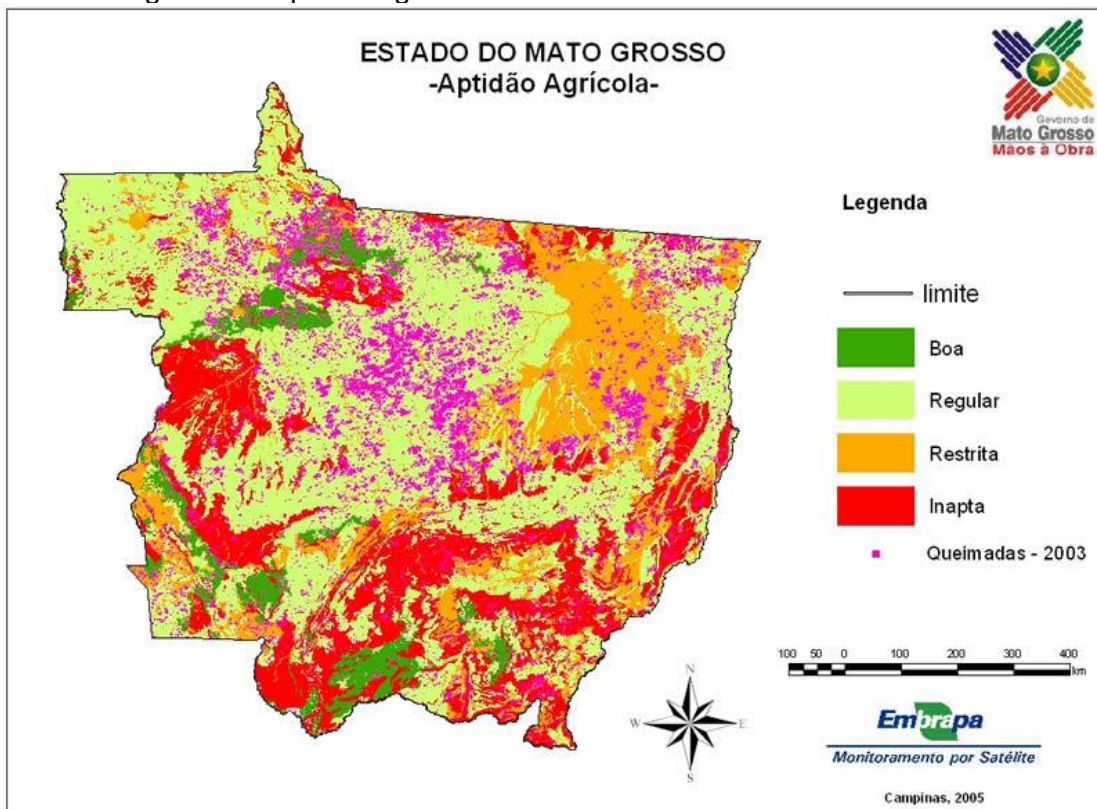 ESTADO DO MATO GROSSO
-Aptidão Agrícola-
Governo de
Mato Grosso
Mãos à Obra
Legenda
limite
Boa
Regular
Restrita
Inapta
Queimadas - 2003
100 50 0 100 200 300 400
km
N
W E
S
Embrapa
Monitoramento por Satélite
Campinas, 2005